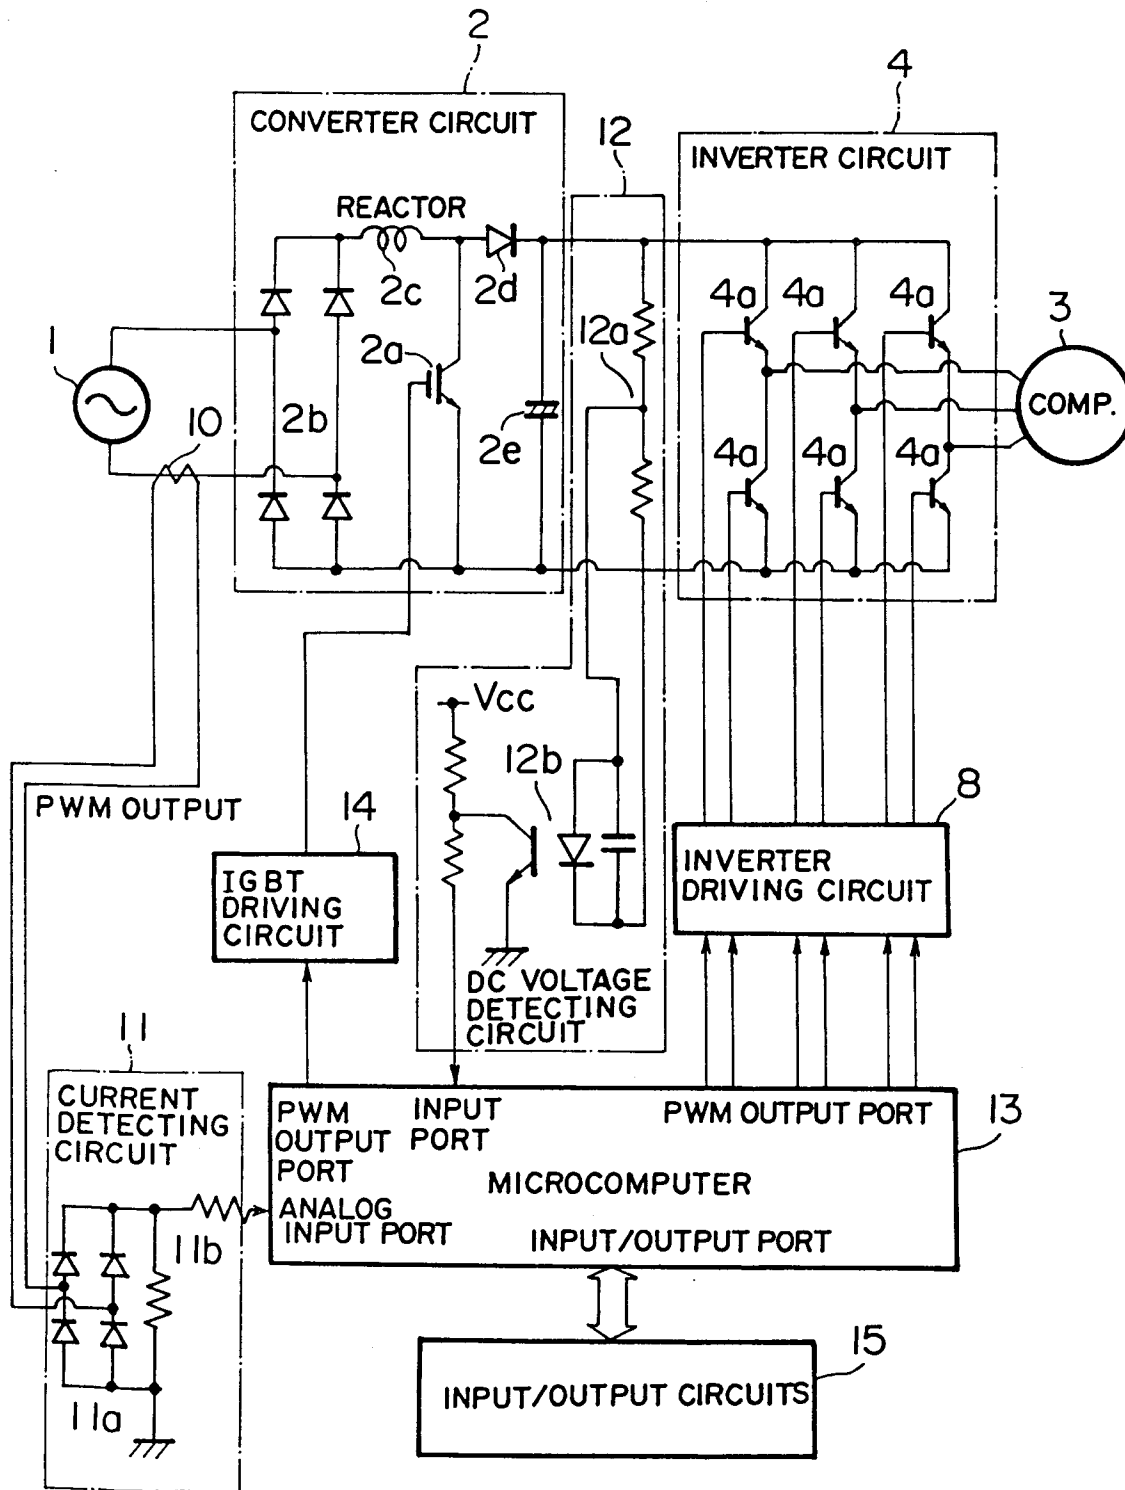 2
4
CONVERTER CIRCUIT
12
INVERTER CIRCUIT
REACTOR
2c
2d
4a
4a
4a
3
1
2a
12a
COMP.
10
2b
2e
4a
4a
4a
Vcc
12b
PWM OUTPUT
14
8
IGBT
DRIVING
CIRCUIT
INVERTER
DRIVING CIRCUIT
DC VOLTAGE
DETECTING
CIRCUIT
11
CURRENT
DETECTING
CIRCUIT
PWM
OUTPUT
PORT
INPUT
PORT
PWM OUTPUT PORT
13
MICROCOMPUTER
ANALOG
INPUT PORT
INPUT/OUTPUT PORT
11b
11a
15
INPUT/OUTPUT CIRCUITS